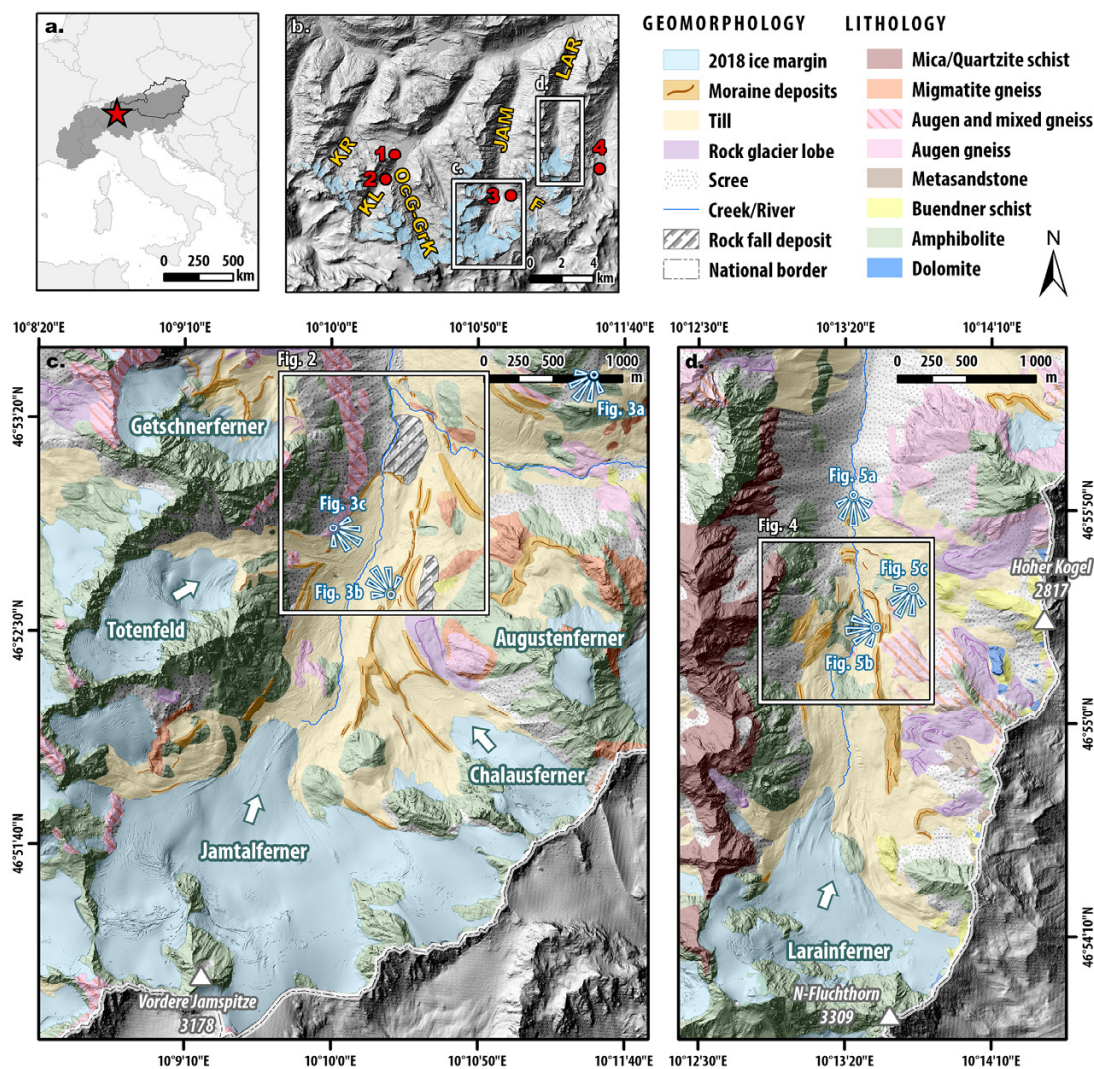 a.
0 250 500
km
b.
KR
KL
OcG-GrK
JAM
LAR
F
1
2
3
4
c.
d.
0 2 4
km
GEOMORPHOLOGY
2018 ice margin
Moraine deposits
Till
Rock glacier lobe
Scree
Creek/River
Rock fall deposit
National border
LITHOLOGY
Mica/Quartzite schist
Migmatite gneiss
Augen and mixed gneiss
Augen gneiss
Metasandstone
Buendner schist
Amphibolite
Dolomite
N
10°8'20"E 10°9'10"E 10°10'0"E 10°10'50"E 10°11'40"E
c.
Fig. 2
0 250 500 1 000
m
Fig. 3a
46°53'20"N
Getschnerferner
Fig. 3c
Fig. 3b
Totenfeld
46°52'30"N
Augustenferner
Chalausferner
Jamtalferner
46°51'40"N
Vordere Jamspitze
3178
10°9'10"E 10°10'0"E 10°10'50"E 10°11'40"E
10°12'30"E 10°13'20"E 10°14'10"E
d.
0 250 500 1 000
m
Fig. 5a
46°55'50"N
Fig. 4
Fig. 5c
Hoher Kogel
2817
Fig. 5b
46°55'0"N
Larainferner
46°54'10"N
N-Fluchthorn
3309
10°12'30"E 10°13'20"E 10°14'10"E